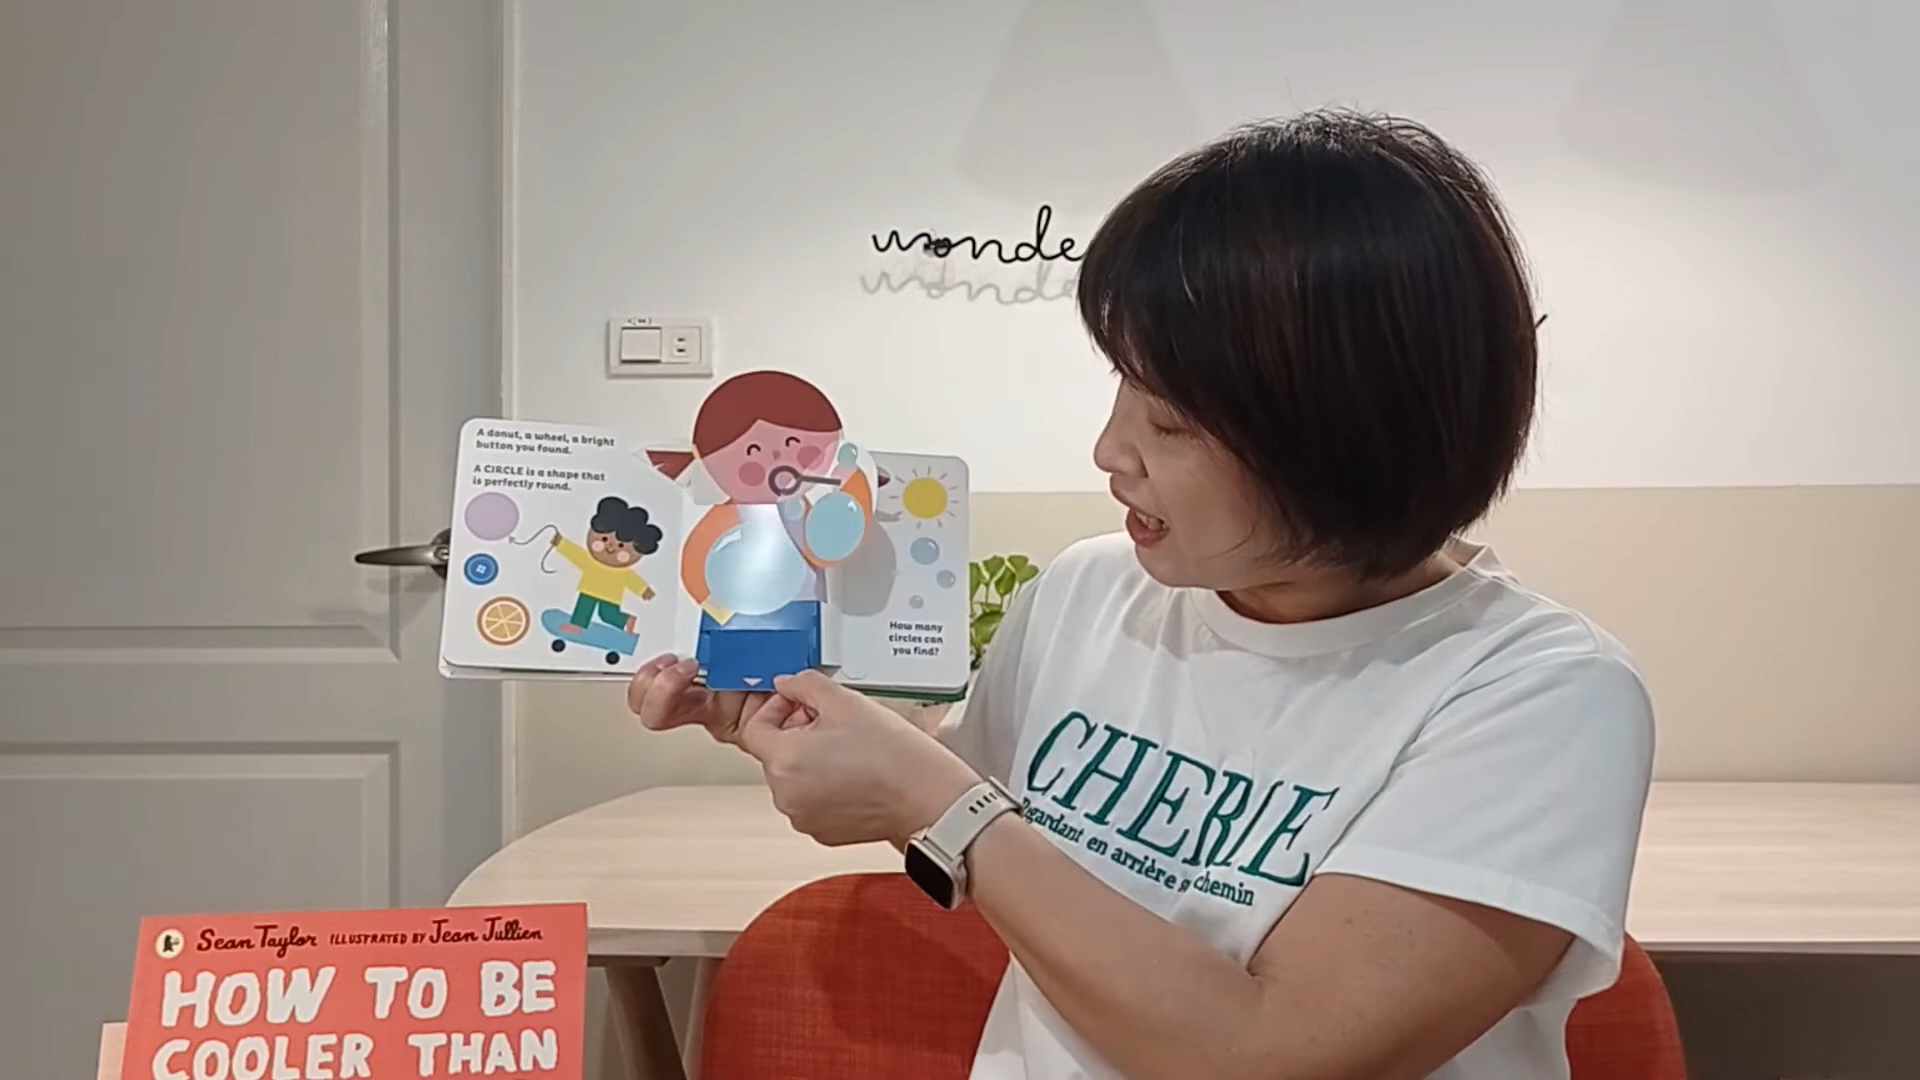 wonde
A donut, a wheel, a bright
button you found.
A CIRCLE is a shape that
is perfectly round.
How many
circles can
you find?
CHERIE
en arrière
chemin
Sean Taylor ILLUSTRATED BY Jean Jullien
HOW TO BE
COOLER THAN